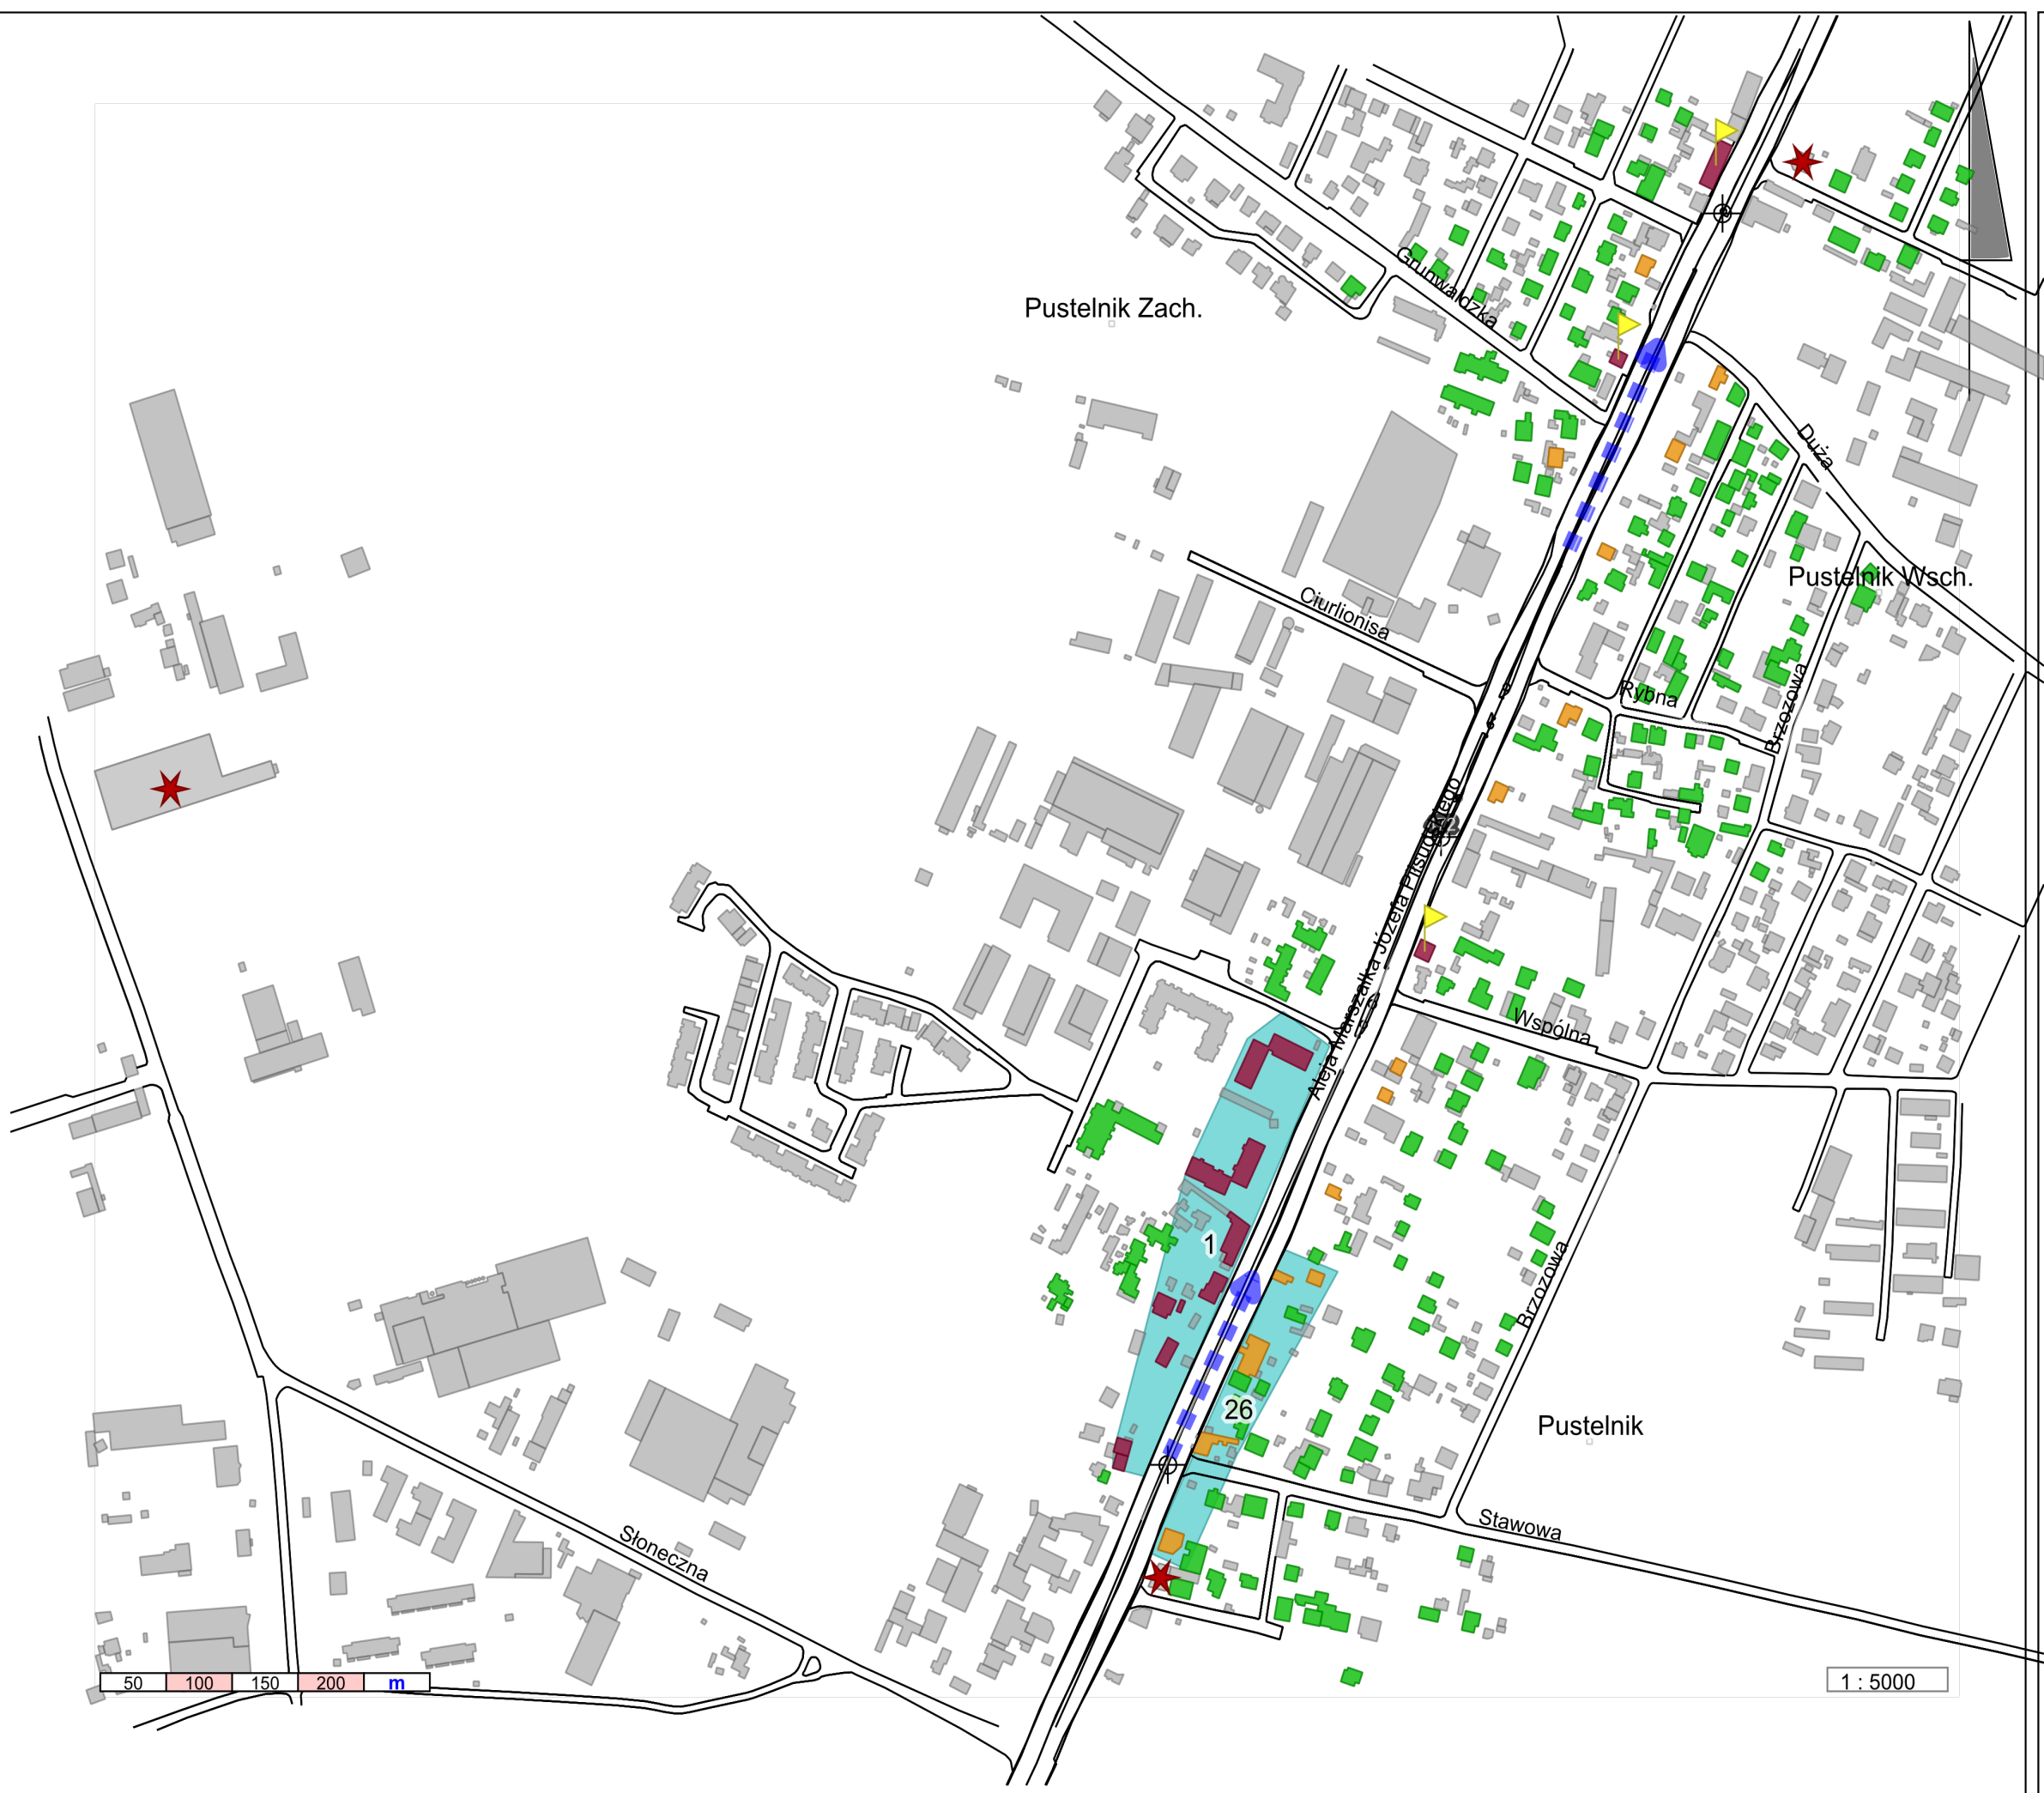 Grunwaldzka
Pustelnik Zach.
Duża
Pustelnik Wsch.
Ciurlionisa
Rybna
Brzozowa
Aleja Marszałka Józefa Piłsudskiego
Wspólna
1
Brzozowa
26
Pustelnik
Stawowa
Słoneczna
50 100 150 200 m
1 : 5000